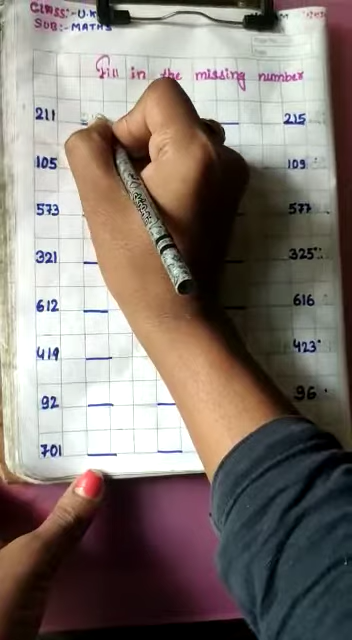 CLASS:- U.K
SUB:- MATHS
Fill in the missing number
211 215
105 109
573 577
321 325
612 616
419 423
92 96
701